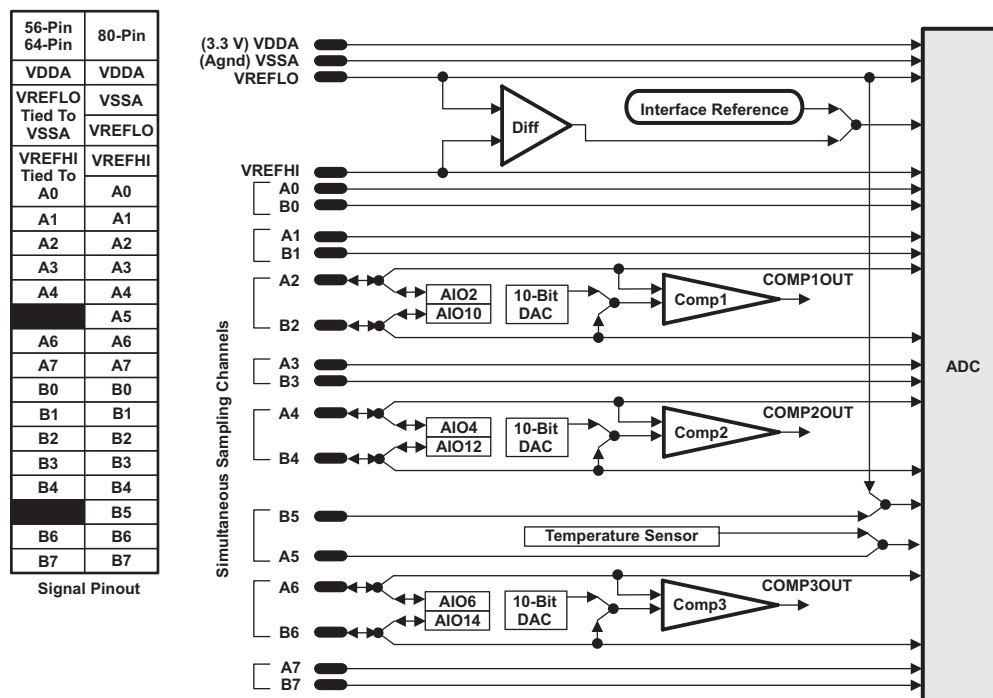 56-Pin
64-Pin
80-Pin
VDDA
VDDA
VREFLO
Tied To
VSSA
VSSA
VREFLO
VREFHI
Tied To
A0
VREFHI
A0
A1
A1
A2
A2
A3
A3
A4
A4
A5
A6
A6
A7
A7
B0
B0
B1
B1
B2
B2
B3
B3
B4
B4
B5
B6
B6
B7
B7
Signal Pinout
(3.3 V) VDDA
(Agnd) VSSA
VREFLO
Interface Reference
Diff
VREFHI
A0
B0
A1
B1
A2
AIO2
AIO10
10-Bit
DAC
Comp1
COMP1OUT
B2
A3
B3
ADC
Simultaneous Sampling Channels
A4
AIO4
AIO12
10-Bit
DAC
Comp2
COMP2OUT
B4
B5
Temperature Sensor
A5
A6
AIO6
AIO14
10-Bit
DAC
Comp3
COMP3OUT
B6
A7
B7